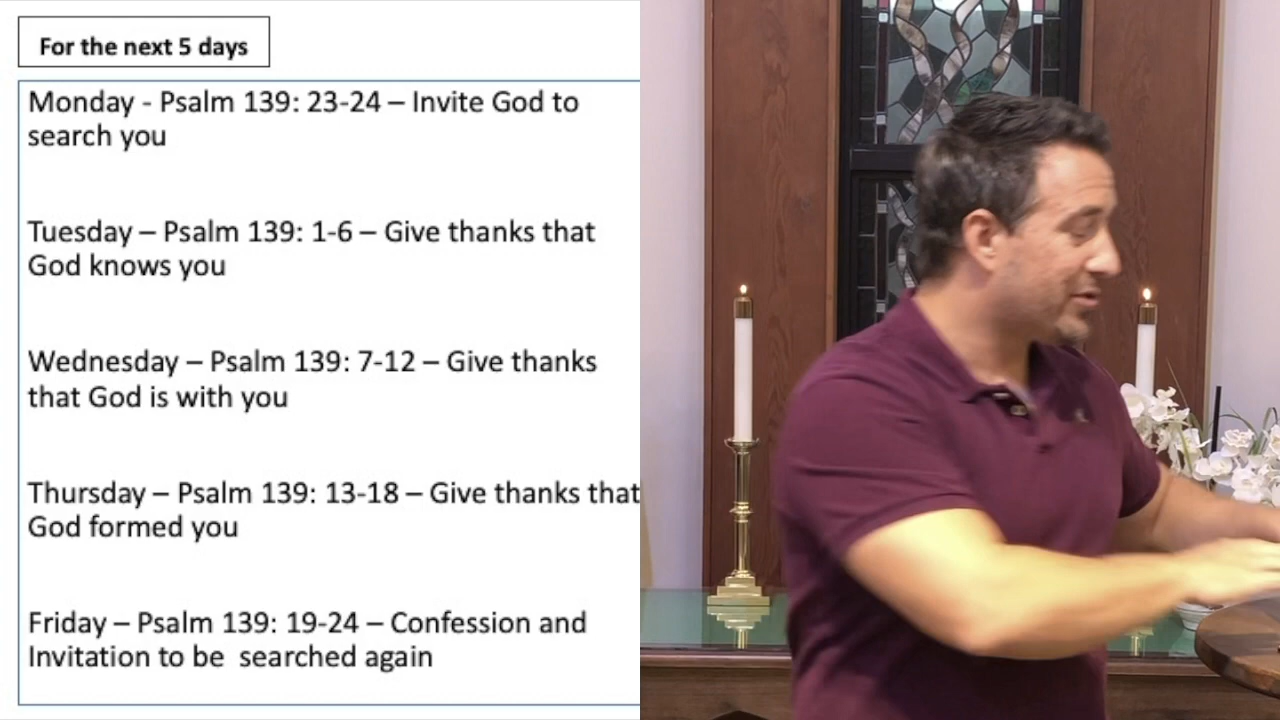 For the next 5 days
Monday - Psalm 139: 23-24 – Invite God to
search you
Tuesday – Psalm 139: 1-6 – Give thanks that
God knows you
Wednesday – Psalm 139: 7-12 – Give thanks
that God is with you
Thursday – Psalm 139: 13-18 – Give thanks that
God formed you
Friday – Psalm 139: 19-24 – Confession and
Invitation to be  searched again